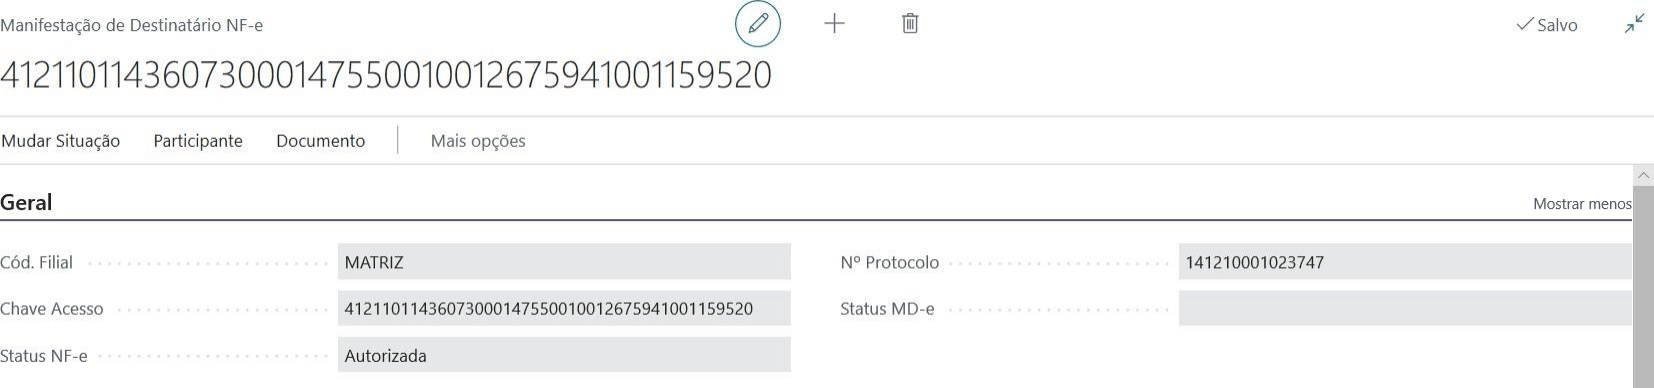 Manifestação de Destinatário NF-e
Salvo
41211011436073000147550010012675941001159520
Mudar Situação Participante Documento Mais opções
Geral
Mostrar menos
Cód. Filial MATRIZ
Nº Protocolo 141210001023747
Chave Acesso 41211011436073000147550010012675941001159520
Status MD-e
Status NF-e Autorizada